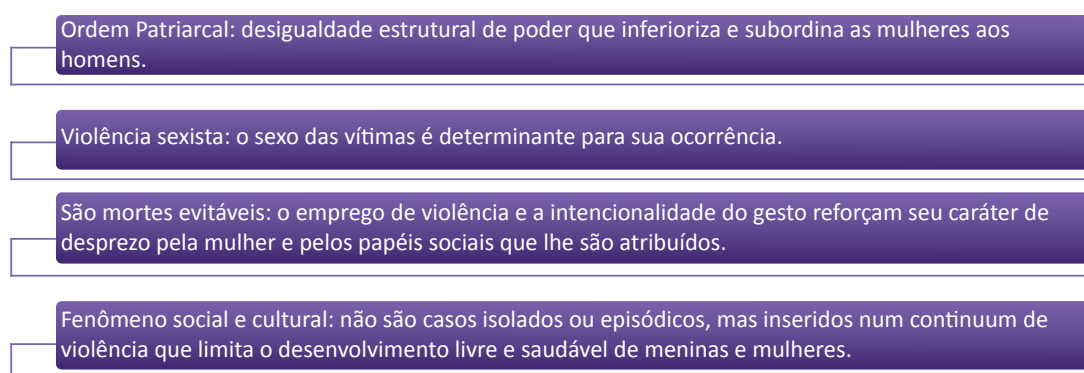 Ordem Patriarcal: desigualdade estrutural de poder que inferioriza e subordina as mulheres aos
homens.
Violência sexista: o sexo das vítimas é determinante para sua ocorrência.
São mortes evitáveis: o emprego de violência e a intencionalidade do gesto reforçam seu caráter de
desprezo pela mulher e pelos papéis sociais que lhe são atribuídos.
Fenômeno social e cultural: não são casos isolados ou episódicos, mas inseridos num continuum de
violência que limita o desenvolvimento livre e saudável de meninas e mulheres.